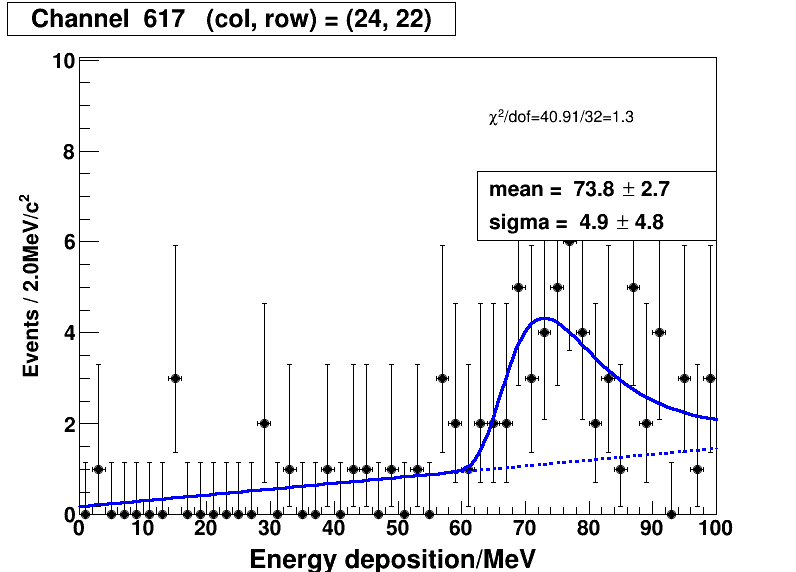 Channel 617 (col, row) = (24, 22)
χ²/dof=40.91/32=1.3
mean = 73.8 ± 2.7
sigma = 4.9 ± 4.8
Events / 2.0MeV/c²
10
8
6
4
2
0
0 10 20 30 40 50 60 70 80 90 100
Energy deposition/MeV